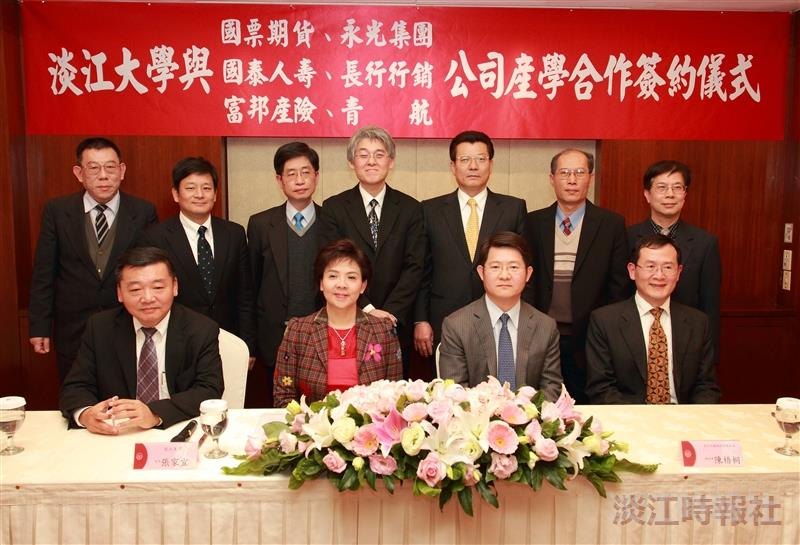 淡江大學與
國票期貨、永光集團
國泰人壽、長行行銷
富邦產險、青航
公司產學合作簽約儀式
張家宜
陳梧桐
淡江時報社